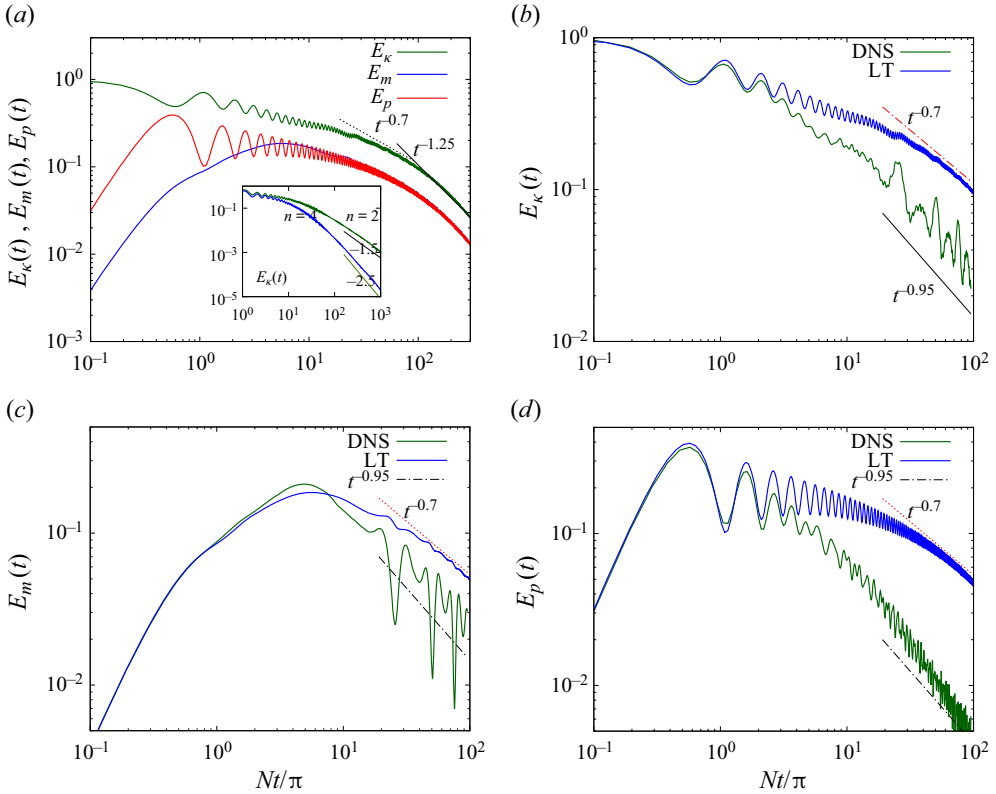 (a)
E_κ(t) , E_m(t), E_p(t)
10^0
10^–1
10^–2
10^–3
10^–1
10^0
10^1
10^2
E_κ
E_m
E_p
t^–0.7
t^–1.25
10^–1
10^–3
10^–5
10^0
10^1
10^2
10^3
n = 4
n = 2
–1.5
–2.5
E_κ(t)
(b)
E_κ(t)
10^0
10^–1
10^–2
10^–1
10^0
10^1
10^2
DNS
LT
t^–0.7
t^–0.95
(c)
E_m(t)
10^–1
10^–2
10^–1
10^0
10^1
10^2
Nt/π
DNS
LT
t^–0.95
t^–0.7
(d)
E_p(t)
10^–1
10^–2
10^–1
10^0
10^1
10^2
Nt/π
DNS
LT
t^–0.95
t^–0.7